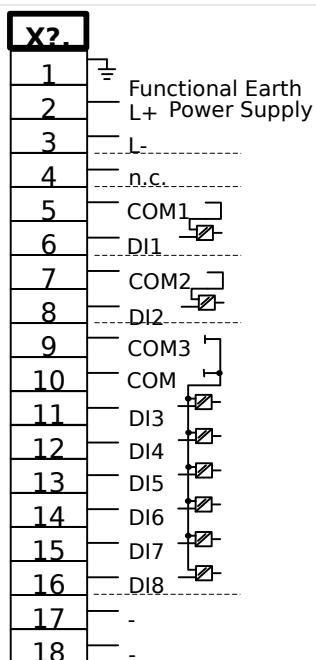 X?.
1
Functional Earth
2 L+ Power Supply
3 L-
4 n.c.
5 COM1
6 DI1
7 COM2
8 DI2
9 COM3
10 COM
11 DI3
12 DI4
13 DI5
14 DI6
15 DI7
16 DI8
17 -
18 -